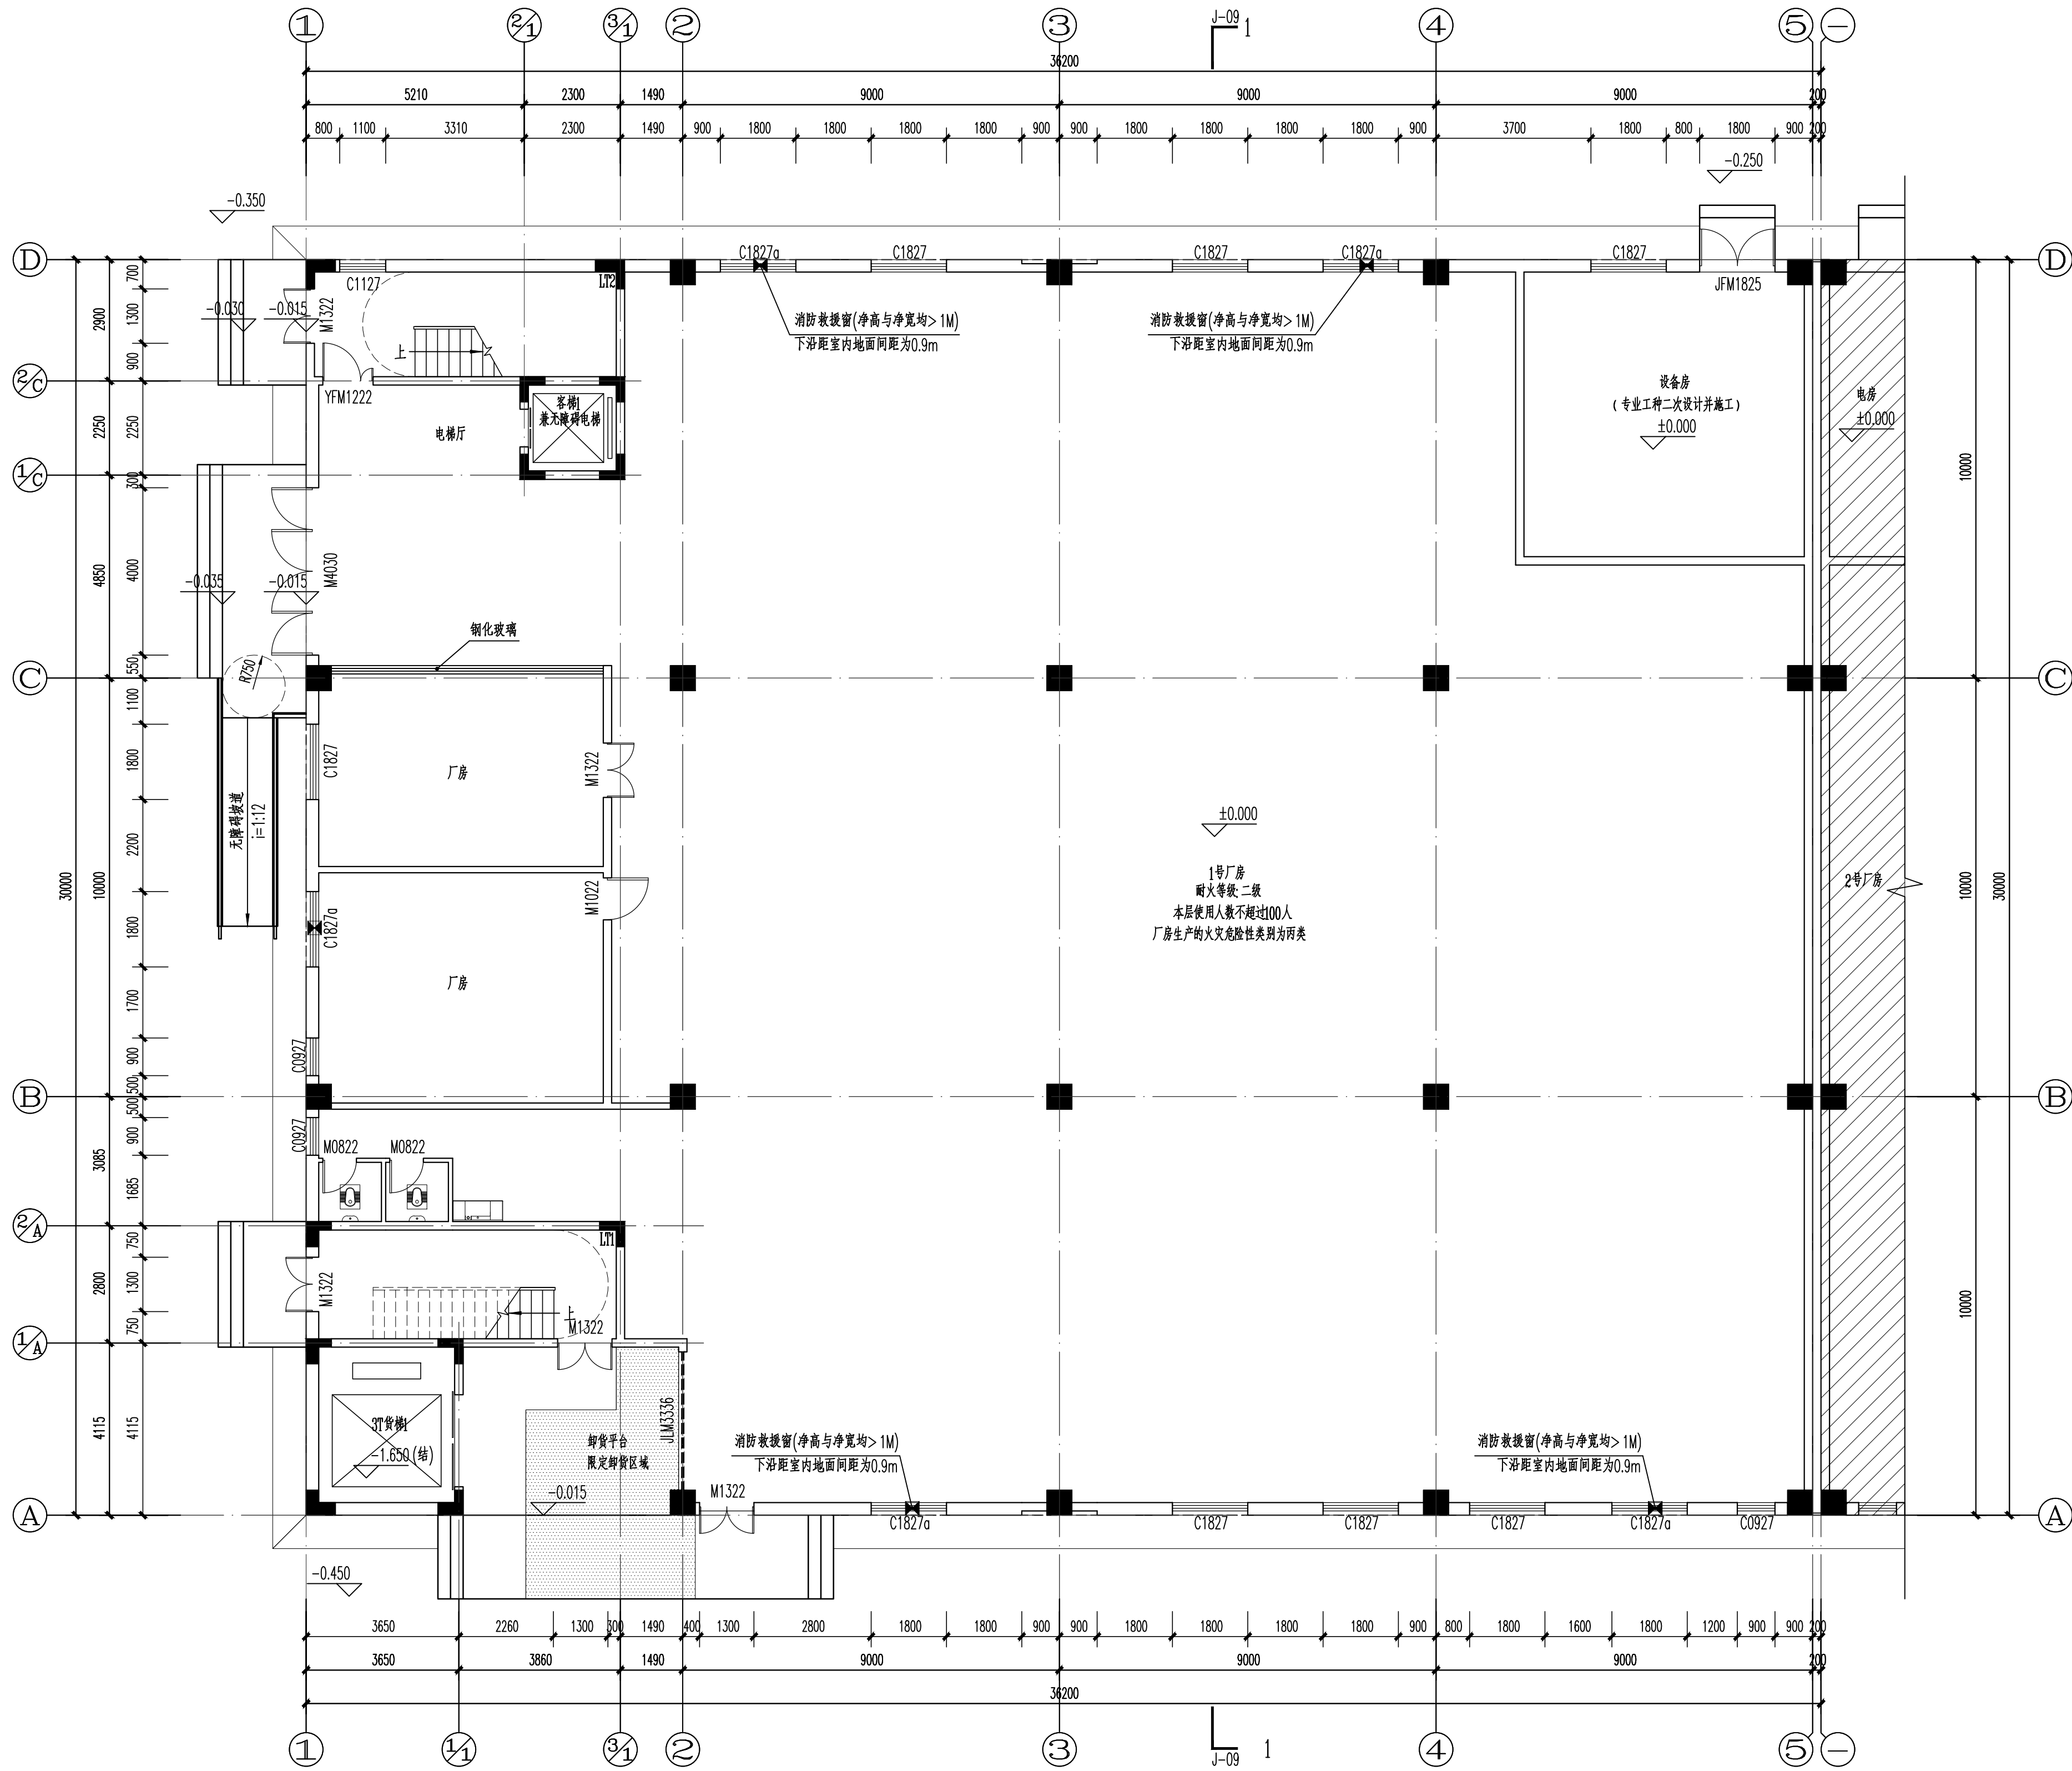 1
2/1
3/1
2
J-09
1
3
4
5
一
36200
5210
2300
1490
9000
9000
9000
200
800
1100
3310
2300
1490
900
1800
1800
1800
1800
900
900
1800
1800
1800
1800
900
3700
1800
800
1800
900
200
-0.250
-0.350
D
C1827a
C1827
C1827
C1827a
C1827
D
700
C1127
LT2
JFM1825
-0.030
-0.015
M1322
2900
1300
900
上
消防救援窗(净高与净宽均>1M)
下沿距室内地面间距为0.9m
消防救援窗(净高与净宽均>1M)
下沿距室内地面间距为0.9m
2/C
YFM1222
客梯1
兼无障碍电梯
电梯厅
设备房
(专业工种二次设计并施工)
±0.000
电房
±0.000
2250
2250
1/C
300
10000
4850
4000
-0.035
-0.015
M4030
钢化玻璃
550
R750
C
C
1100
1800
C1827
厂房
M1322
无障碍坡道
i=1:12
2200
±0.000
1号厂房
耐火等级:二级
本层使用人数不超过100人
厂房生产的火灾危险性类别为丙类
2号厂房
30000
10000
10000
30000
M1022
1800
C1827a
厂房
1700
900
C0927
500
B
B
500
900
C0927
M0822
M0822
3085
1685
2/A
LT1
750
2800
1300
M1322
上
M1322
750
10000
1/A
4115
4115
3T货梯1
-1.650(结)
卸货平台
限定卸货区域
JLM3336
消防救援窗(净高与净宽均>1M)
下沿距室内地面间距为0.9m
消防救援窗(净高与净宽均>1M)
下沿距室内地面间距为0.9m
-0.015
M1322
A
C1827a
C1827
C1827
C1827
C1827a
C0927
A
-0.450
3650
2260
1300
300
1490
400
1300
2800
1800
1800
900
900
1800
1800
1800
1800
900
800
1800
1600
1800
1200
900
900
200
3650
3860
1490
9000
9000
9000
200
36200
1
1/1
3/1
2
3
J-09
1
4
5
一